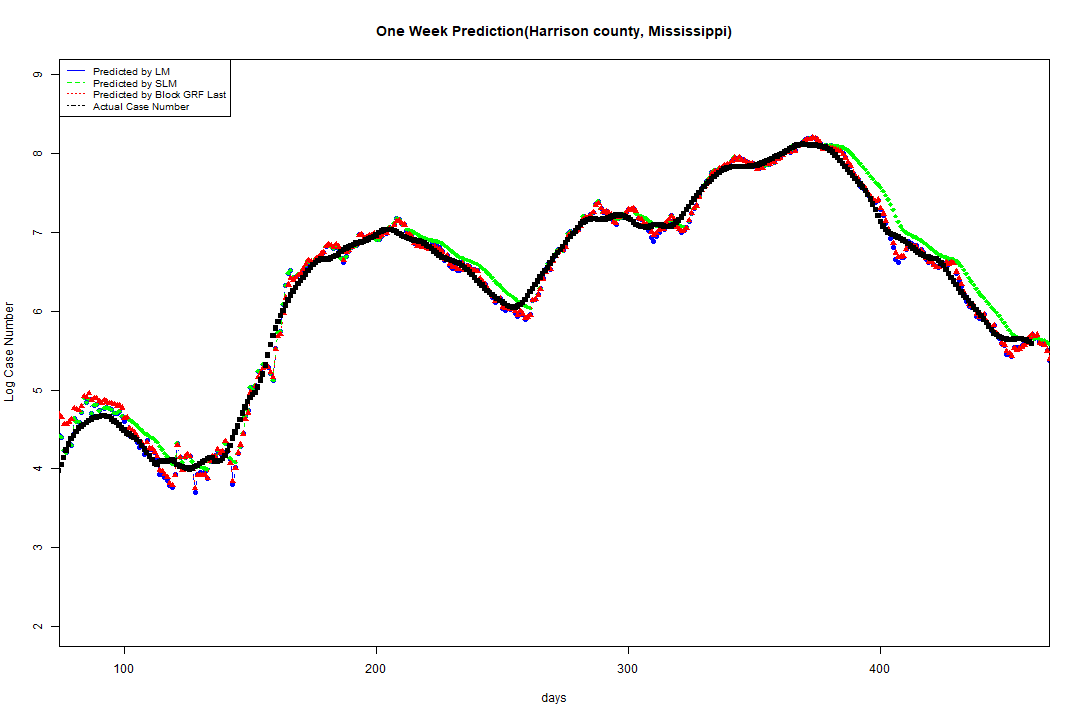 One Week Prediction(Harrison county, Mississippi)
Predicted by LM
Predicted by SLM
Predicted by Block GRF Last
Actual Case Number
9
8
7
6
5
4
3
2
Log Case Number
100 200 300 400
days